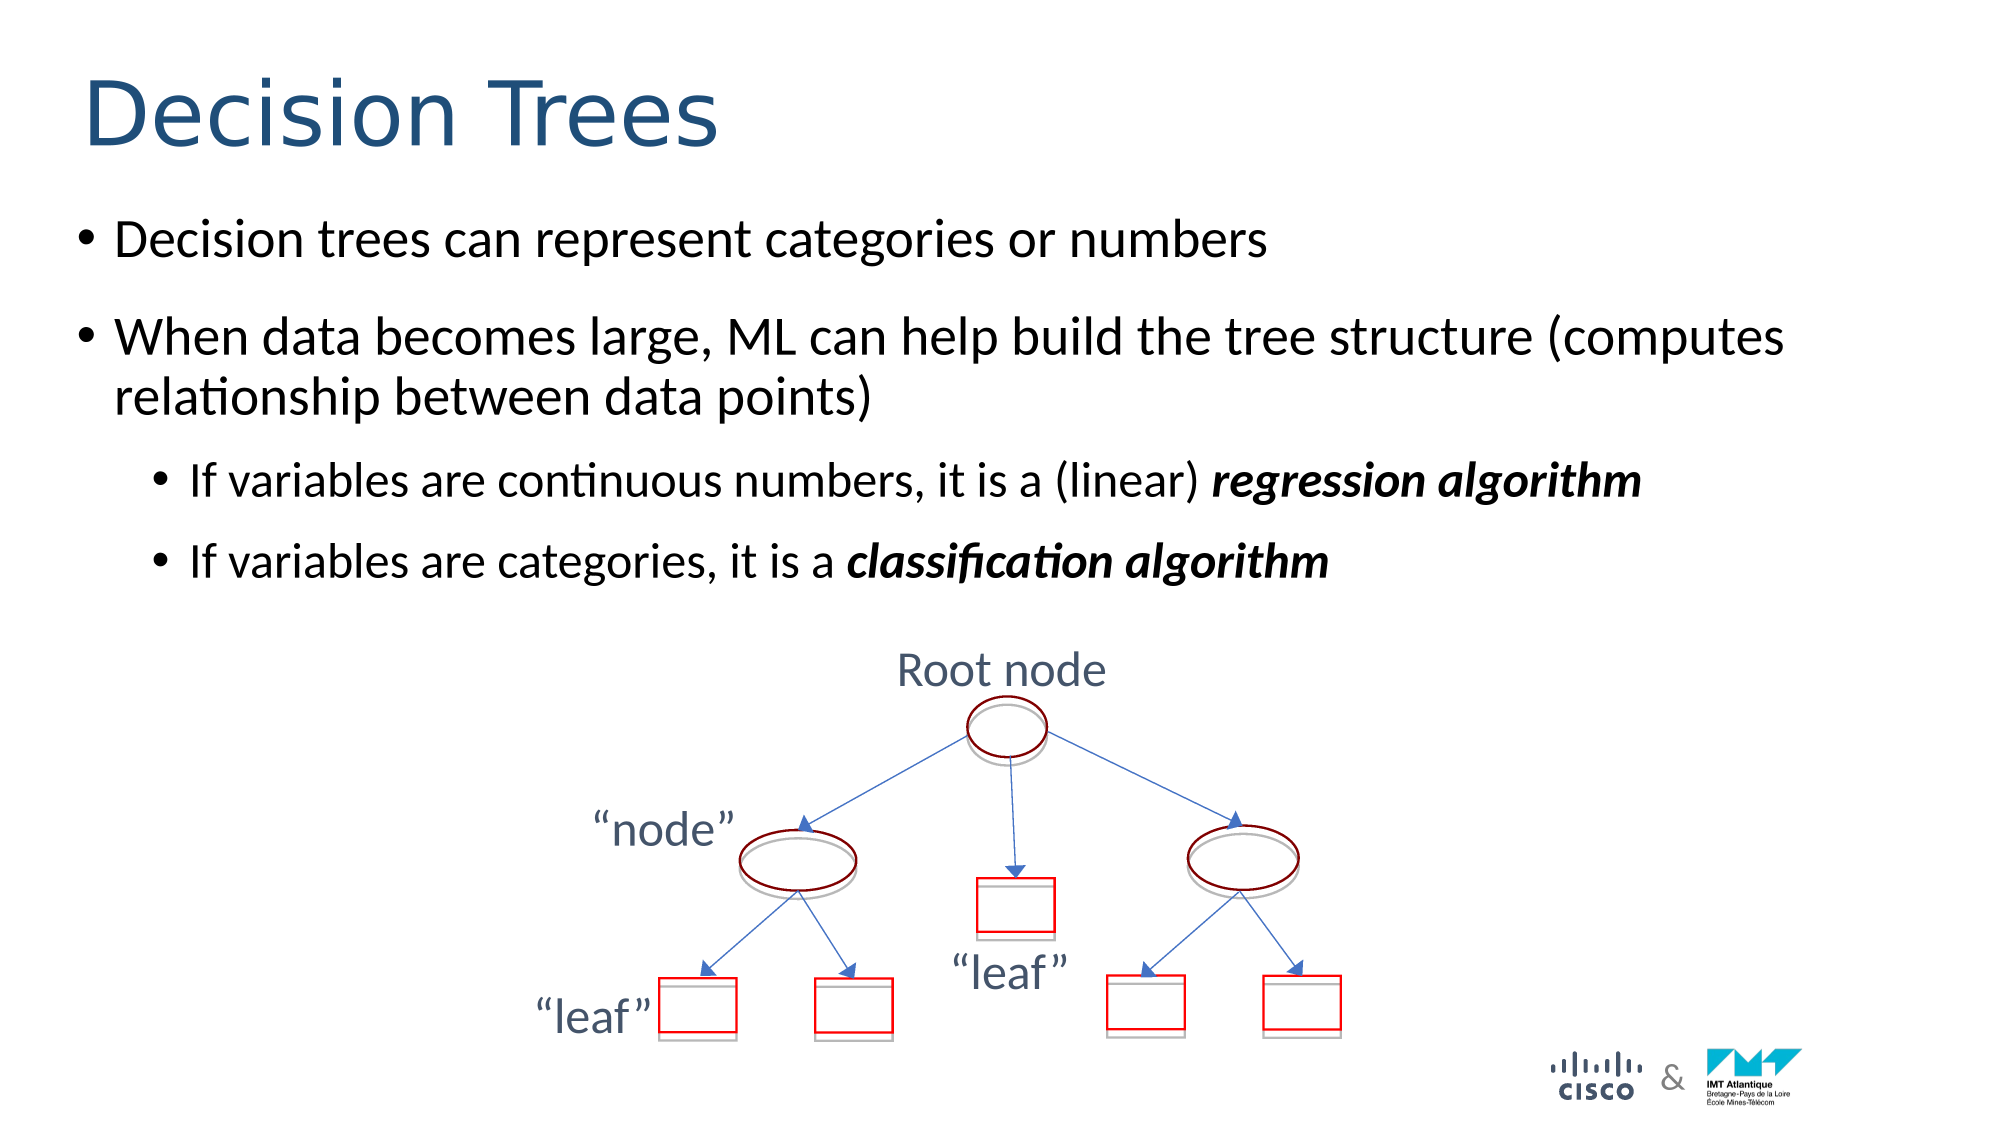 Decision Trees
• Decision trees can represent categories or numbers
• When data becomes large, ML can help build the tree structure (computes
relationship between data points)
• If variables are continuous numbers, it is a (linear) regression algorithm
• If variables are categories, it is a classification algorithm
Root node
“node”
“leaf”
“leaf”
CISCO & IMT Atlantique
Bretagne-Pays de la Loire
École Mines-Télécom